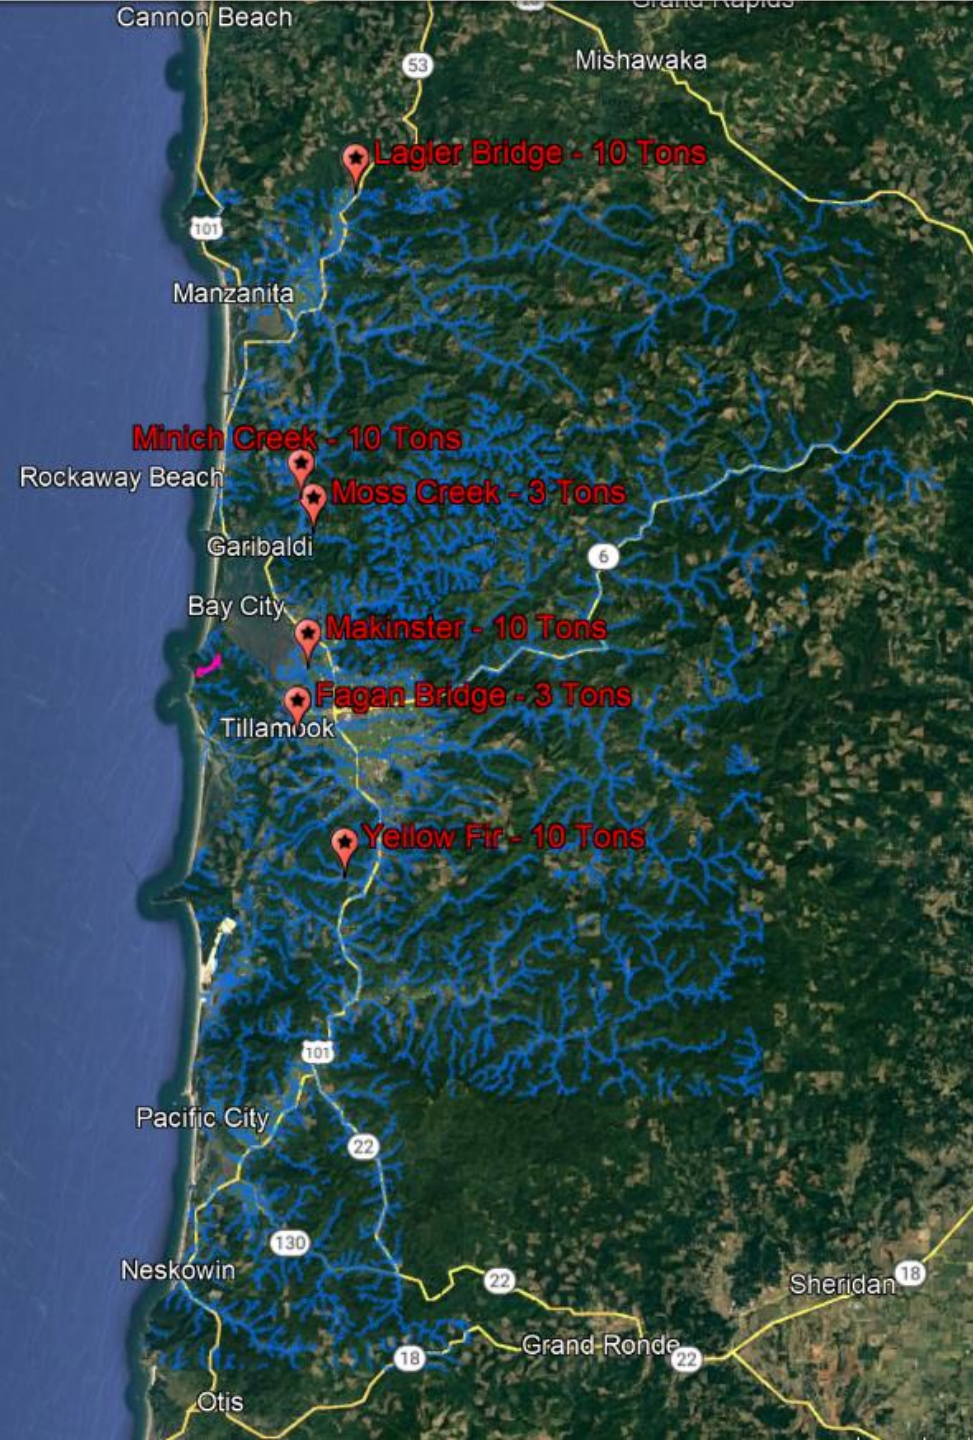 Grand Rapids
Cannon Beach
53
Mishawaka
Lagler Bridge - 10 Tons
101
Manzanita
Minich Creek - 10 Tons
Rockaway Beach
Moss Creek - 3 Tons
Garibaldi
6
Bay City
Makinster - 10 Tons
Fagan Bridge - 3 Tons
Tillamook
Yellow Fir - 10 Tons
101
Pacific City
22
130
Neskowin
22
Sheridan
18
Grand Ronde
22
18
Otis